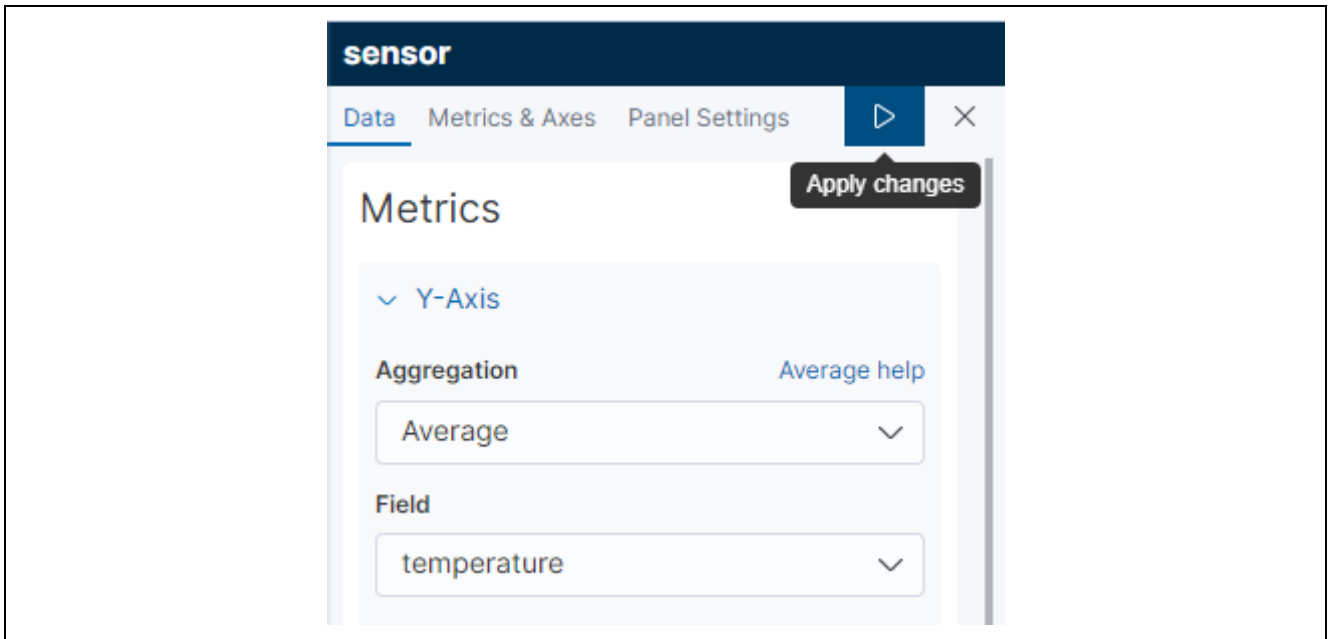 sensor
Data Metrics & Axes Panel Settings
Apply changes
Metrics
Y-Axis
Aggregation Average help
Average
Field
temperature